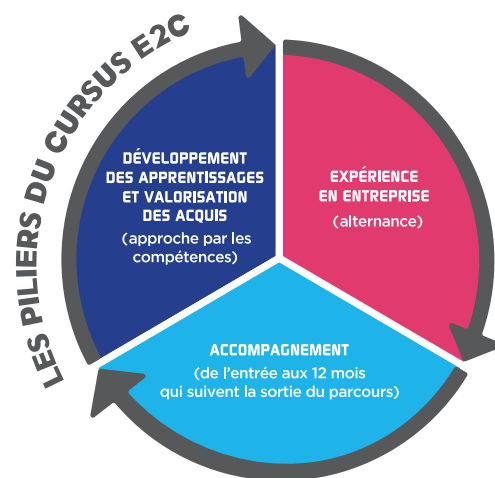 LES PILIERS DU CURSUS E2C
DÉVELOPPEMENT
DES APPRENTISSAGES
ET VALORISATION
DES ACQUIS
(approche par les
compétences)
EXPÉRIENCE
EN ENTREPRISE
(alternance)
ACCOMPAGNEMENT
(de l'entrée aux 12 mois
qui suivent la sortie du parcours)